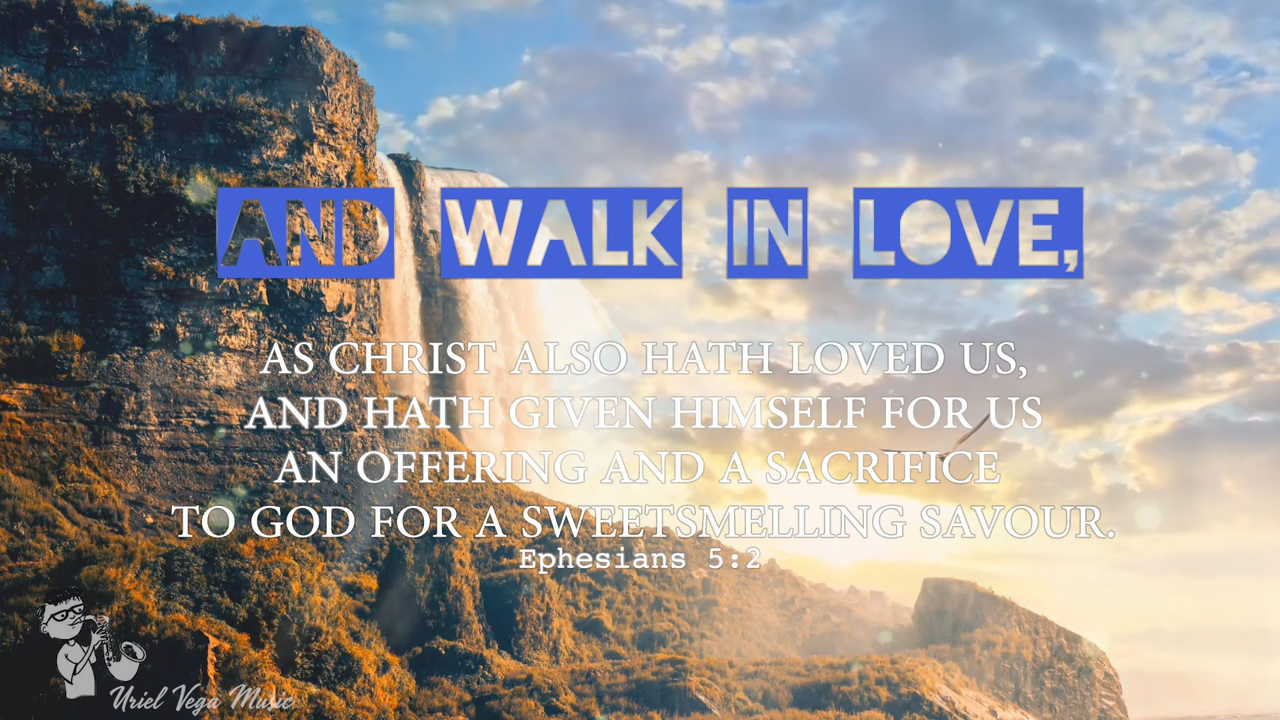 AND WALK IN LOVE,
AS CHRIST ALSO HATH LOVED US,
AND HATH GIVEN HIMSELF FOR US
AN OFFERING AND A SACRIFICE
TO GOD FOR A SWEETSMELLING SAVOUR.
Ephesians 5:2
Uriel Vega Music